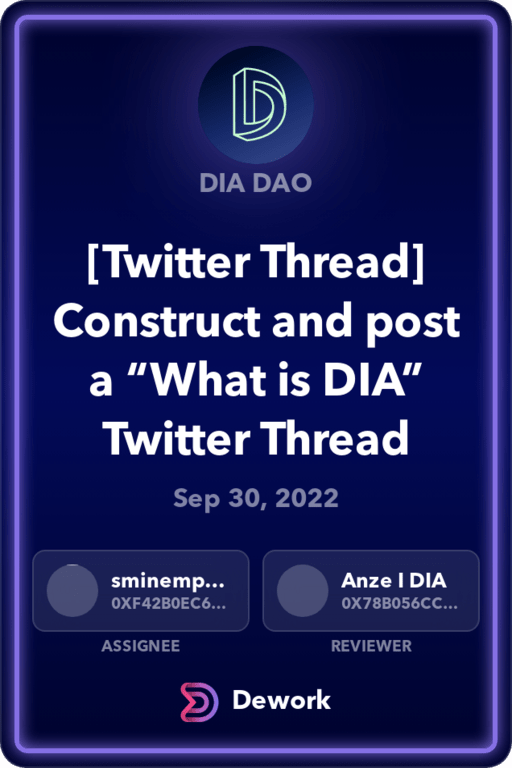 DIA DAO
[Twitter Thread]
Construct and post
a “What is DIA”
Twitter Thread
Sep 30, 2022
sminemp...
0XF42B0EC6...
Anze I DIA
0X78B056CC...
ASSIGNEE
REVIEWER
Dework